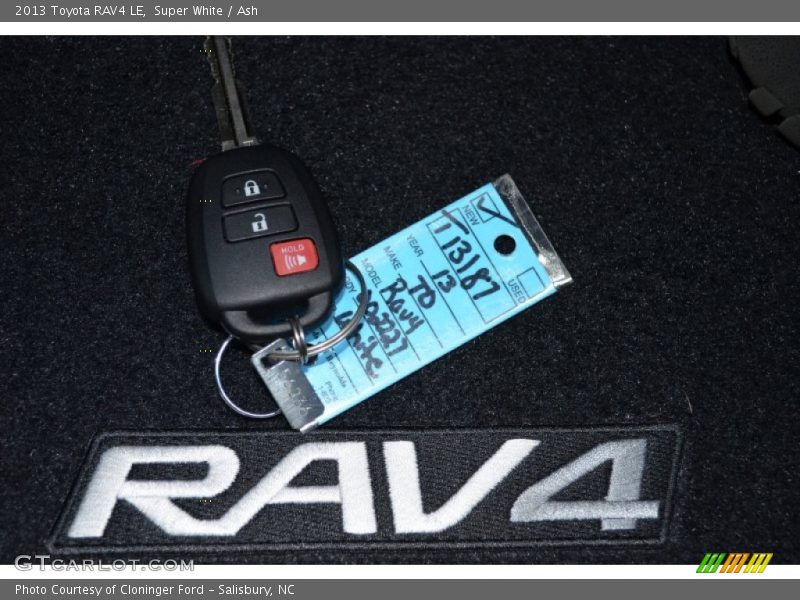 2013 Toyota RAV4 LE, Super White / Ash
HOLD
NEW
USED
T13187
YEAR 13
MAKE TO
MODEL Rav4
White
RAV4
GTCARLOT.COM
Photo Courtesy of Cloninger Ford - Salisbury, NC